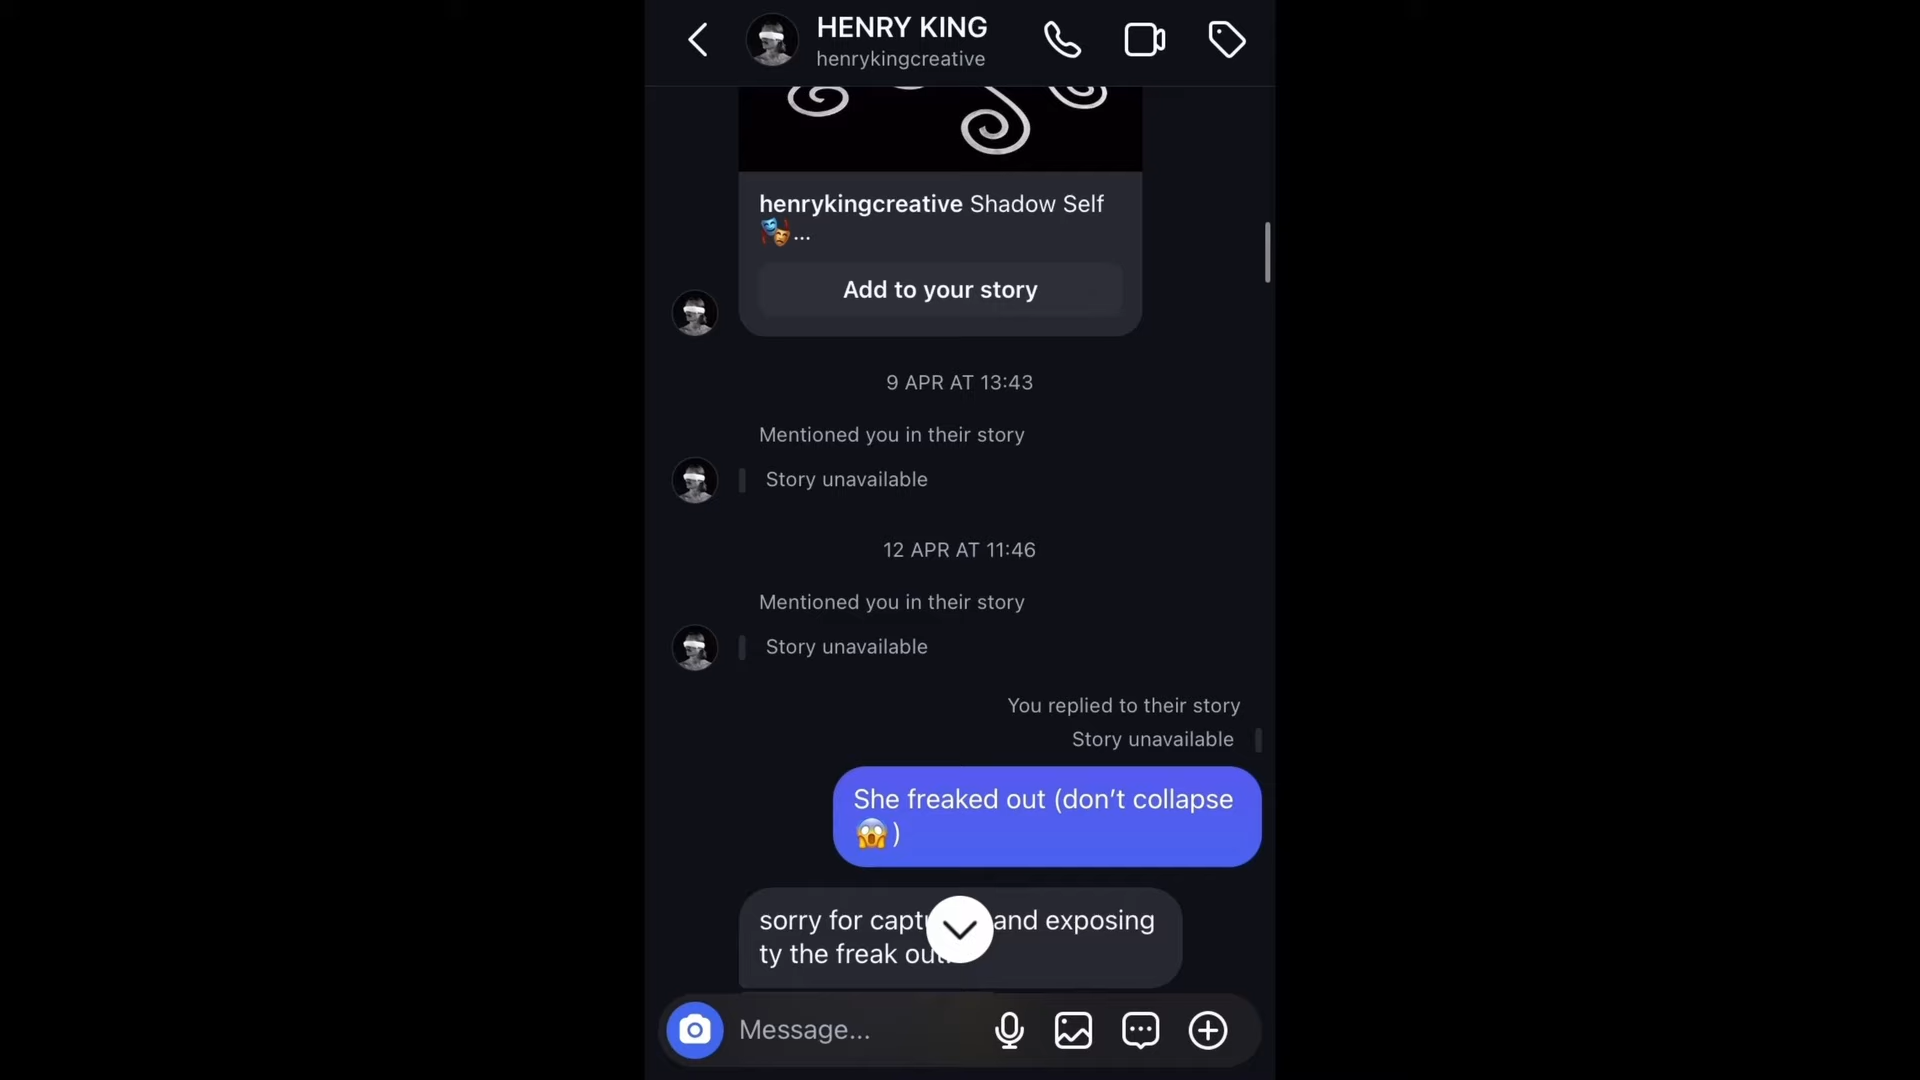 HENRY KING
henrykingcreative
henrykingcreative Shadow Self
🎭...
Add to your story
9 APR AT 13:43
Mentioned you in their story
Story unavailable
12 APR AT 11:46
Mentioned you in their story
Story unavailable
You replied to their story
Story unavailable
She freaked out (don’t collapse
😱 )
sorry for and exposing
ty the freak
Message...